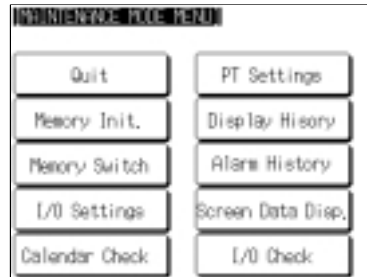 [MAINTENANCE MODE MENU]
Quit
PT Settings
Memory Init.
Display Hisory
Memory Switch
Alarm History
I/O Settings
Screen Data Disp.
Calendar Check
I/O Check